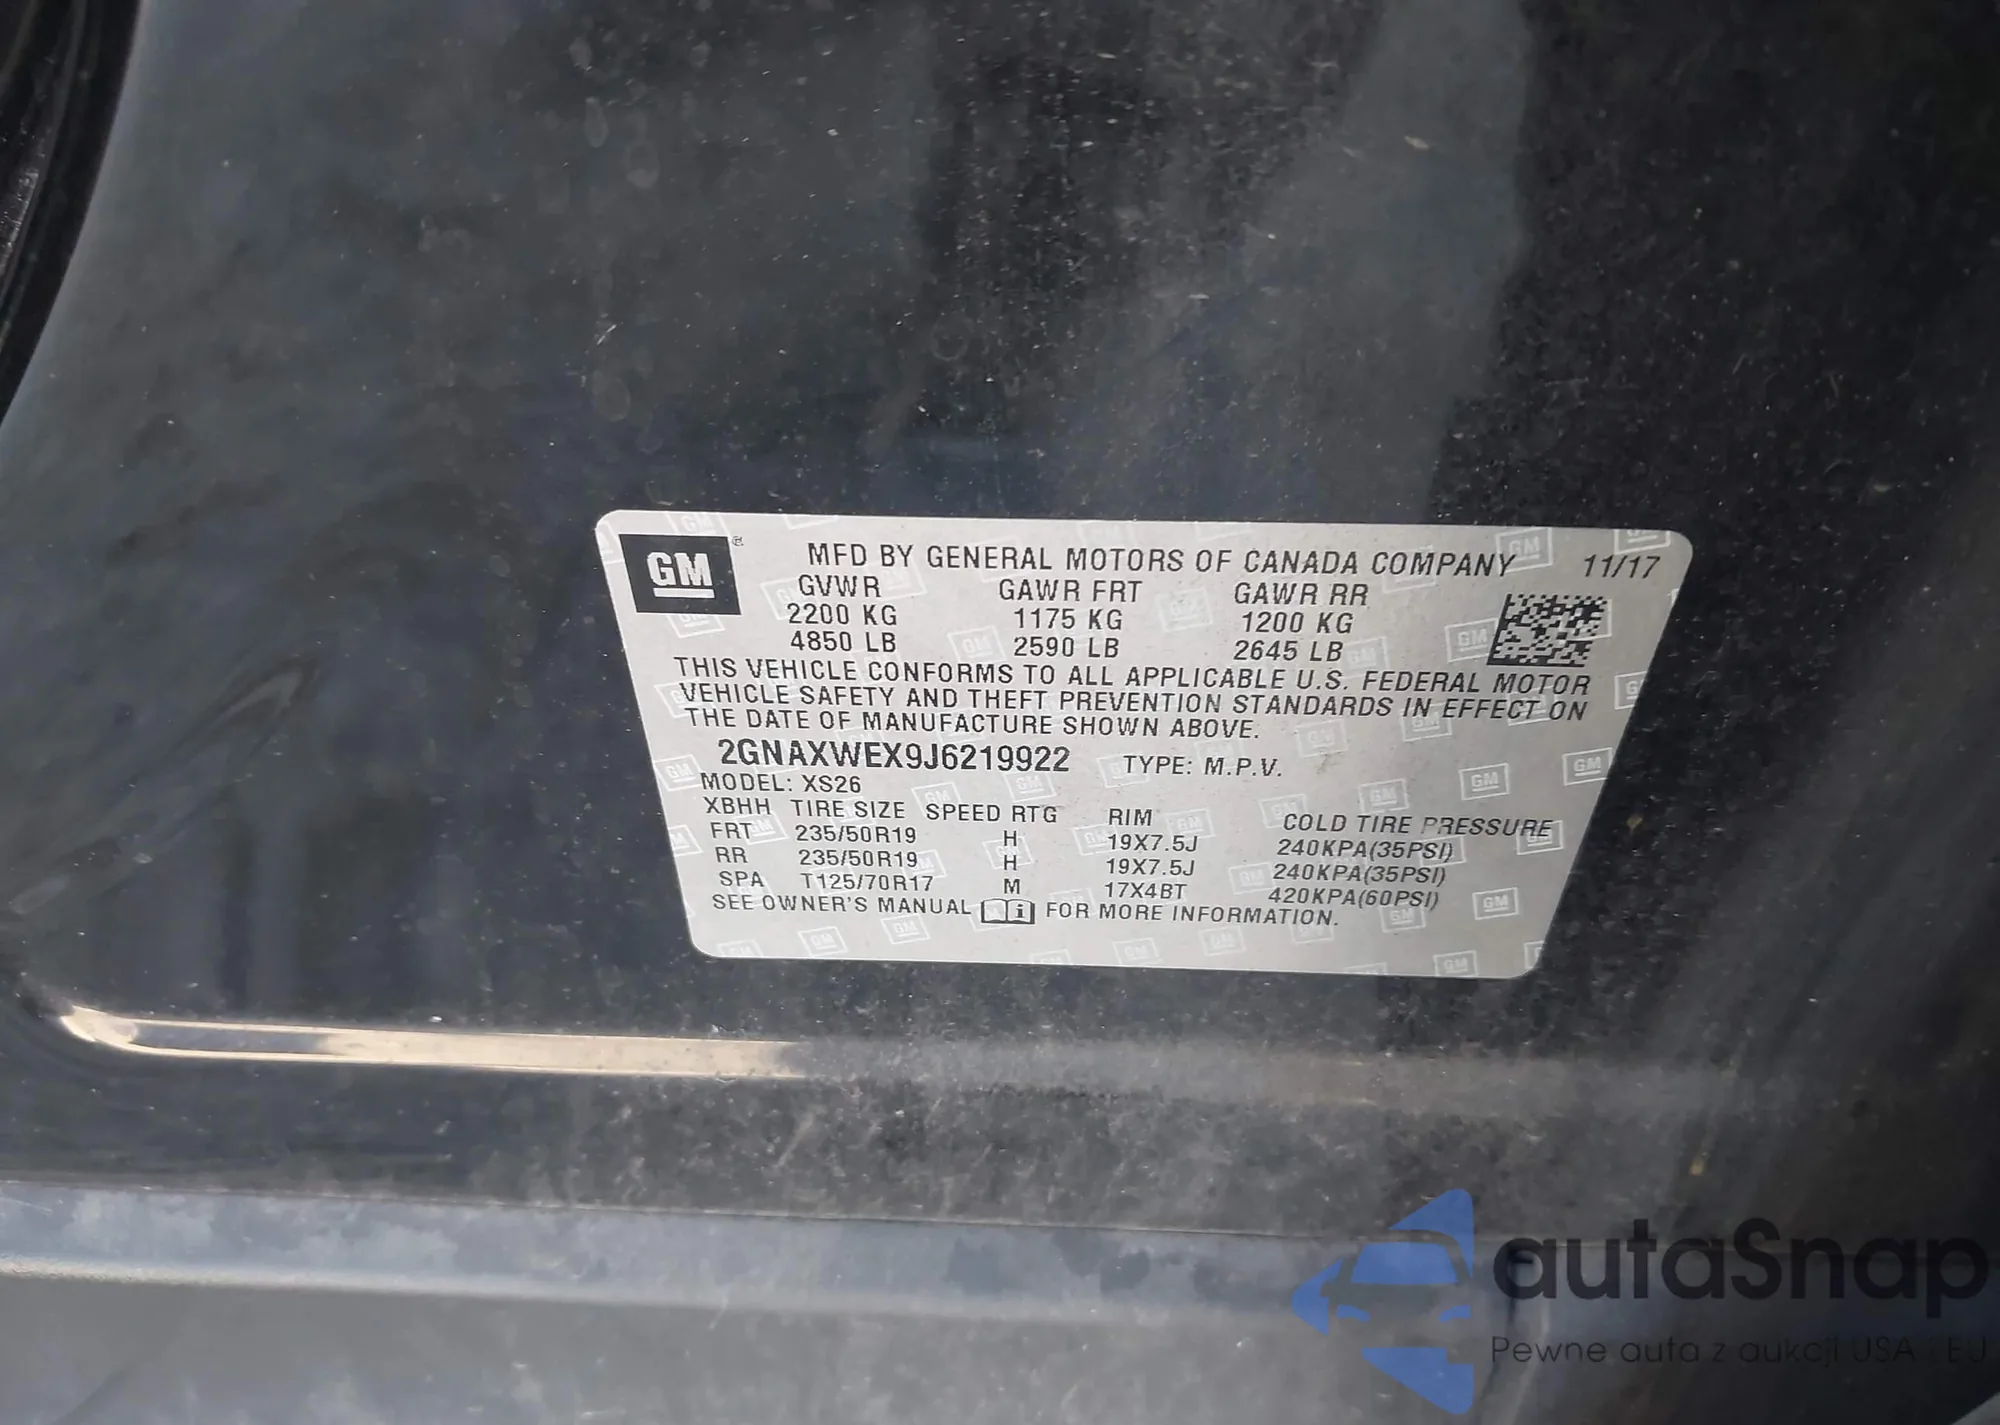 GM ®
MFD BY GENERAL MOTORS OF CANADA COMPANY 11/17
GVWR GAWR FRT GAWR RR
2200 KG 1175 KG 1200 KG
4850 LB 2590 LB 2645 LB
THIS VEHICLE CONFORMS TO ALL APPLICABLE U.S. FEDERAL MOTOR
VEHICLE SAFETY AND THEFT PREVENTION STANDARDS IN EFFECT ON
THE DATE OF MANUFACTURE SHOWN ABOVE.
2GNAXWEX9J6219922 TYPE: M.P.V.
MODEL: XS26
XBHH TIRE SIZE SPEED RTG RIM COLD TIRE PRESSURE
FRT 235/50R19 H 19X7.5J 240KPA(35PSI)
RR 235/50R19 H 19X7.5J 240KPA(35PSI)
SPA T125/70R17 M 17X4BT 420KPA(60PSI)
SEE OWNER'S MANUAL i FOR MORE INFORMATION.
autaSnap
Pewne auta z aukcji USA i EU